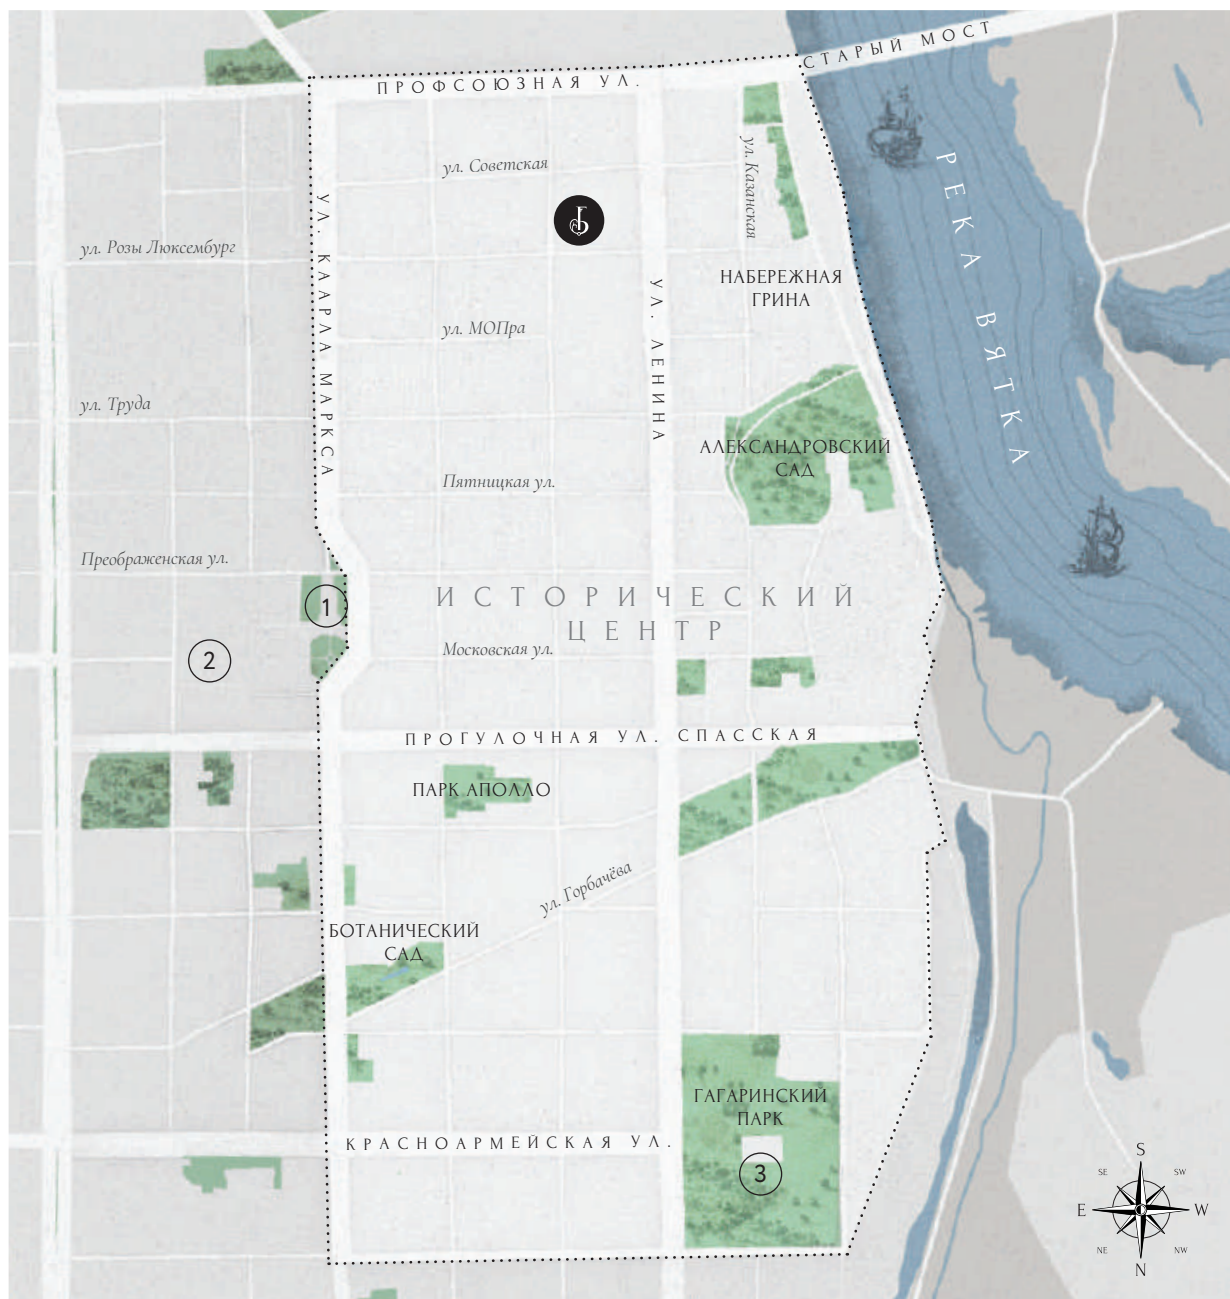 СТАРЫЙ МОСТ
ПРОФСОЮЗНАЯ УЛ.
ул. Советская
ул. Казанская
РЕКА ВЯТКА
УЛ. КААРЛА МАРКСА
ул. Розы Люксембург
НАБЕРЕЖНАЯ
ГРИНА
УЛ. ЛЕНИНА
ул. МОПра
ул. Труда
АЛЕКСАНДРОВСКИЙ
САД
Пятницкая ул.
Преображенская ул.
ИСТОРИЧЕСКИЙ
ЦЕНТР
1
Московская ул.
2
ПРОГУЛОЧНАЯ УЛ. СПАССКАЯ
ПАРК АПОЛЛО
ул. Горбачёва
БОТАНИЧЕСКИЙ
САД
ГАГАРИНСКИЙ
ПАРК
КРАСНОАРМЕЙСКАЯ УЛ.
3
S
SE SW
E W
NE NW
N